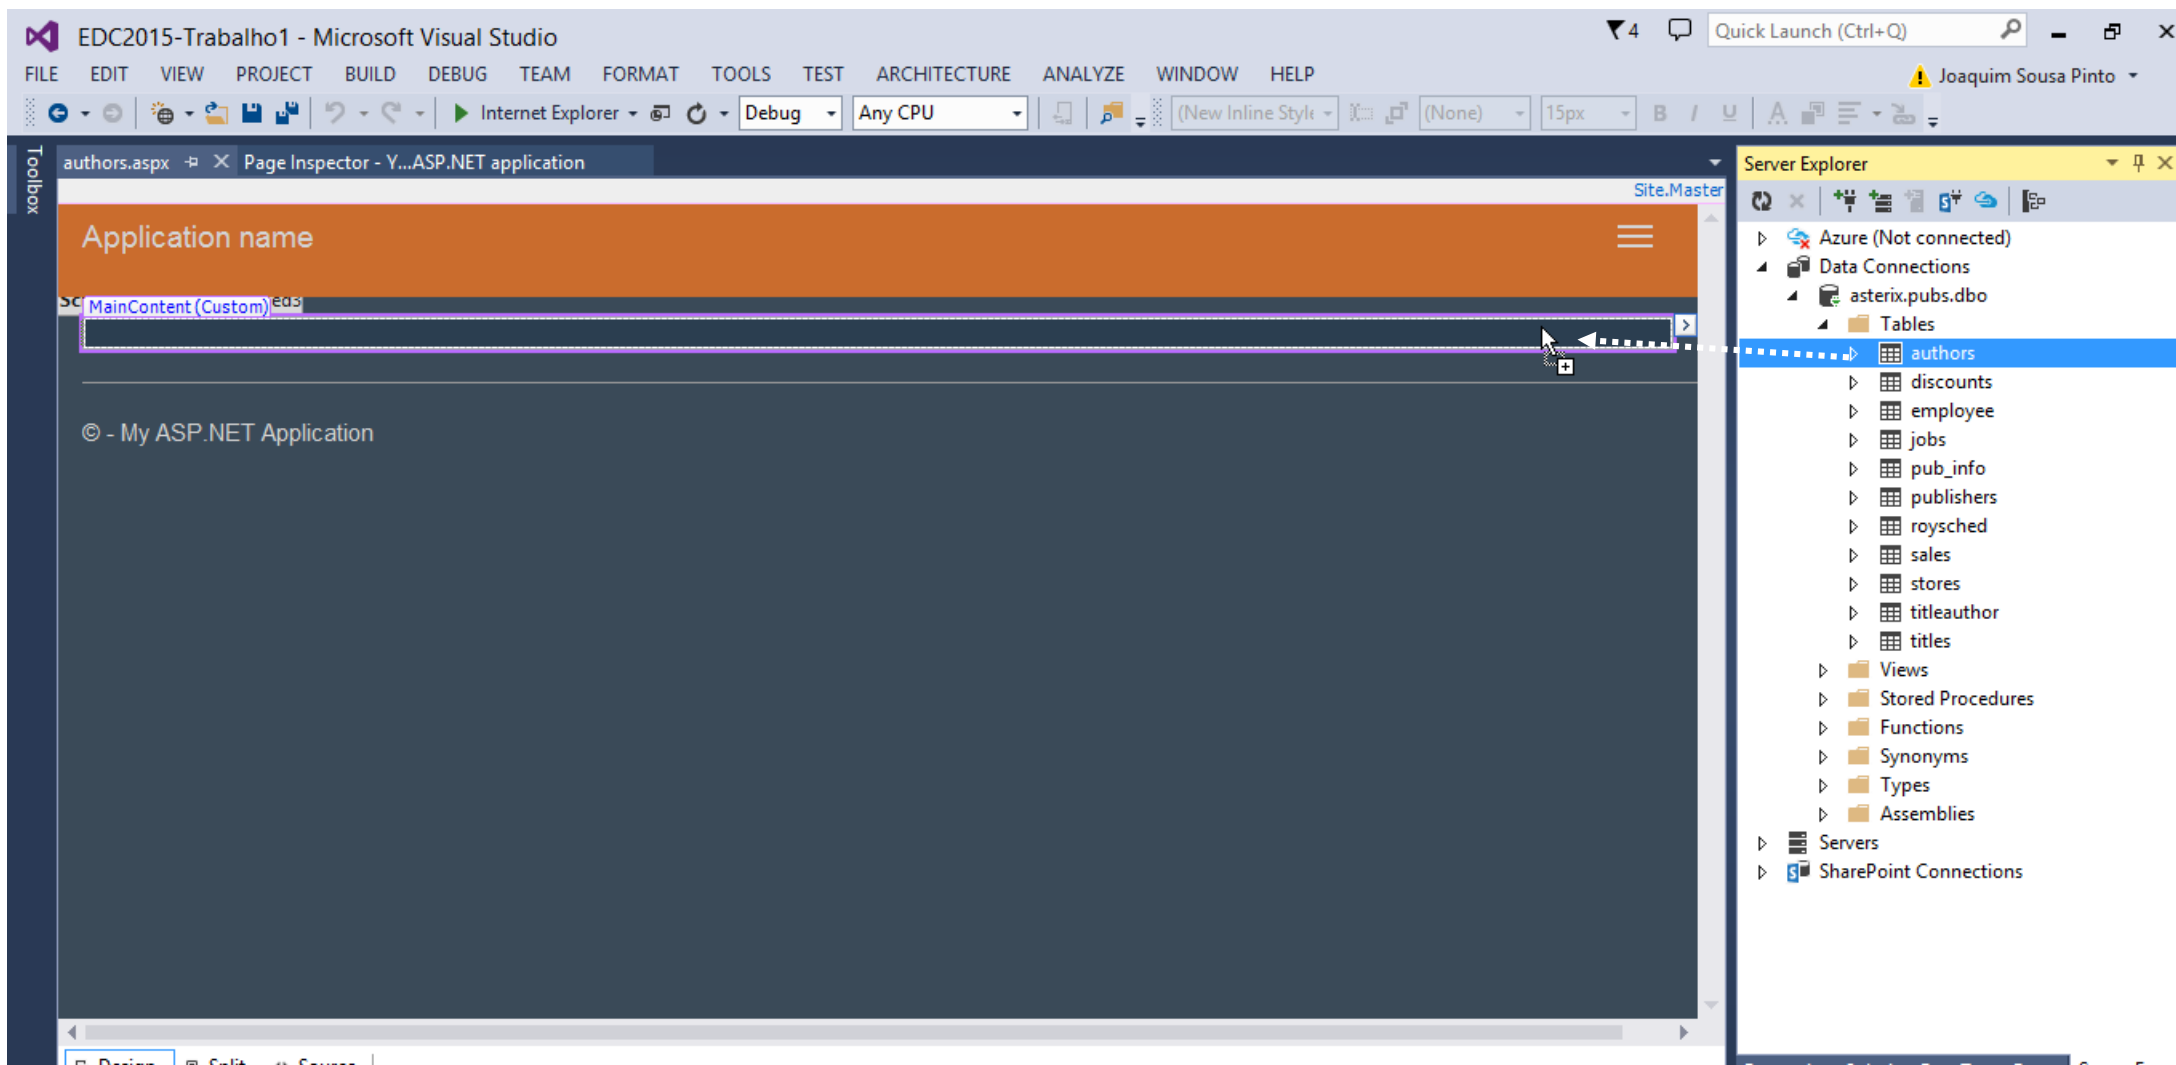 EDC2015-Trabalho1 - Microsoft Visual Studio
4
Quick Launch (Ctrl+Q)
FILE EDIT VIEW PROJECT BUILD DEBUG TEAM FORMAT TOOLS TEST ARCHITECTURE ANALYZE WINDOW HELP
Joaquim Sousa Pinto
Internet Explorer Debug Any CPU (New Inline Style (None) 15px B I U A
Toolbox
authors.aspx Page Inspector - Y...ASP.NET application
Site.Master
Application name
MainContent (Custom)
© - My ASP.NET Application
Design Split Source
Server Explorer
Azure (Not connected)
Data Connections
asterix.pubs.dbo
Tables
authors
discounts
employee
jobs
pub_info
publishers
roysched
sales
stores
titleauthor
titles
Views
Stored Procedures
Functions
Synonyms
Types
Assemblies
Servers
SharePoint Connections